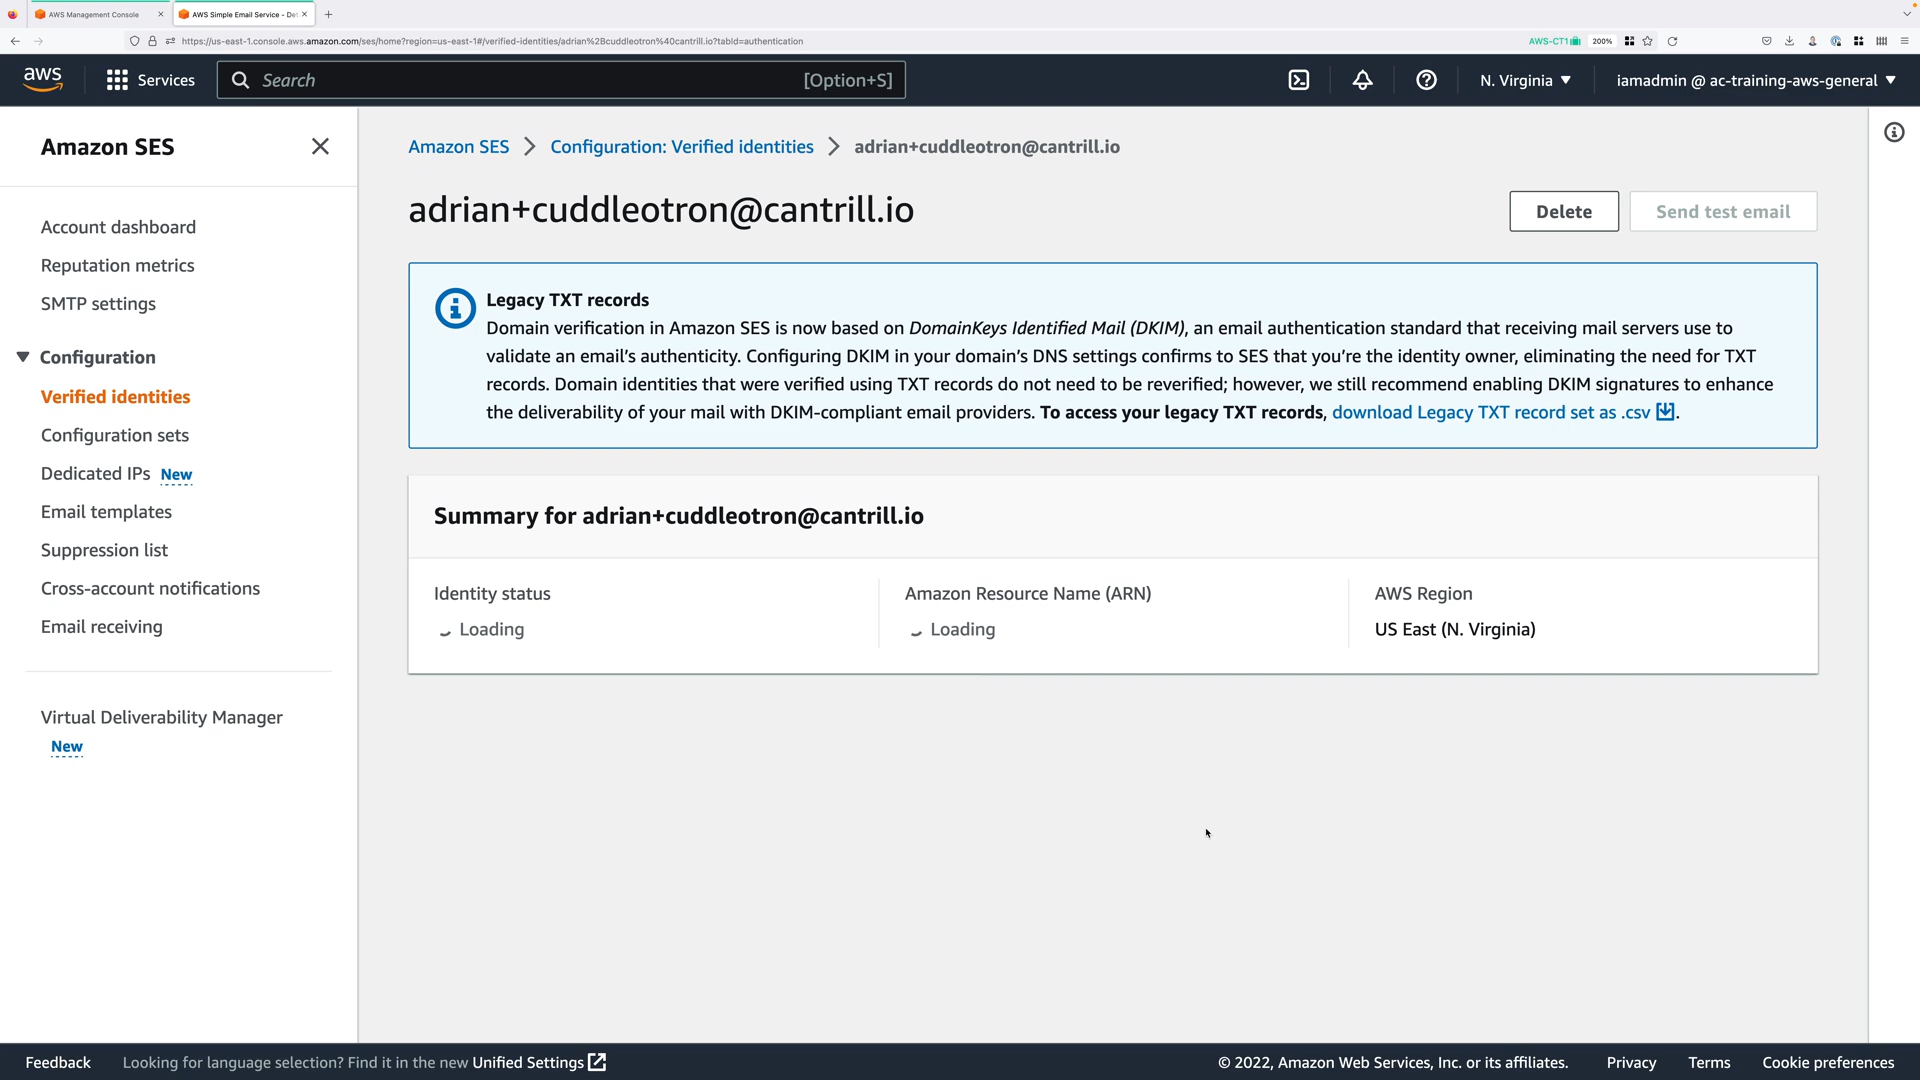 AWS Management Console
AWS Simple Email Service - Det
https://us-east-1.console.aws.amazon.com/ses/home?region=us-east-1#/verified-identities/adrian%2Bcuddleotron%40cantrill.io?tabId=authentication
AWS-CT1
200%
aws
Services
Search
[Option+S]
N. Virginia
iamadmin @ ac-training-aws-general
Amazon SES
Account dashboard
Reputation metrics
SMTP settings
Configuration
Verified identities
Configuration sets
Dedicated IPs New
Email templates
Suppression list
Cross-account notifications
Email receiving
Virtual Deliverability Manager
New
Amazon SES
Configuration: Verified identities
adrian+cuddleotron@cantrill.io
adrian+cuddleotron@cantrill.io
Delete
Send test email
Legacy TXT records
Domain verification in Amazon SES is now based on DomainKeys Identified Mail (DKIM), an email authentication standard that receiving mail servers use to
validate an email's authenticity. Configuring DKIM in your domain's DNS settings confirms to SES that you're the identity owner, eliminating the need for TXT
records. Domain identities that were verified using TXT records do not need to be reverified; however, we still recommend enabling DKIM signatures to enhance
the deliverability of your mail with DKIM-compliant email providers. To access your legacy TXT records, download Legacy TXT record set as .csv .
Summary for adrian+cuddleotron@cantrill.io
Identity status
Loading
Amazon Resource Name (ARN)
Loading
AWS Region
US East (N. Virginia)
Feedback
Looking for language selection? Find it in the new Unified Settings
© 2022, Amazon Web Services, Inc. or its affiliates.
Privacy
Terms
Cookie preferences